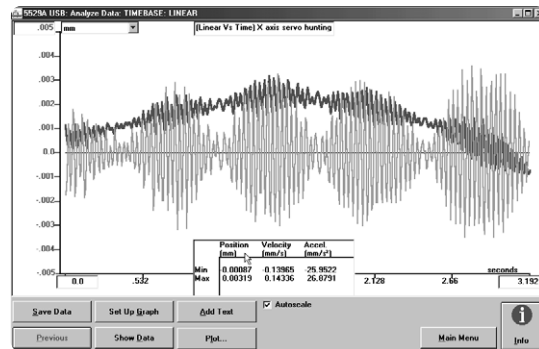 5529A USB: Analyze Data: TIMEBASE: LINEAR
.005 mm (Linear Vs Time) X axis servo hunting
.004
.003
.002
.001
0.0
-.001
-.002
-.003
-.004
-.005
Position Velocity Accel.
(mm) (mm/s) (mm/s²)
Min -0.00087 -0.13965 -25.9522
Max 0.00319 0.14336 26.8791
seconds
0.0 .532 2.128 2.66 3.192
Save Data Set Up Graph Add Text Autoscale
Previous Show Data Plot... Main Menu Info